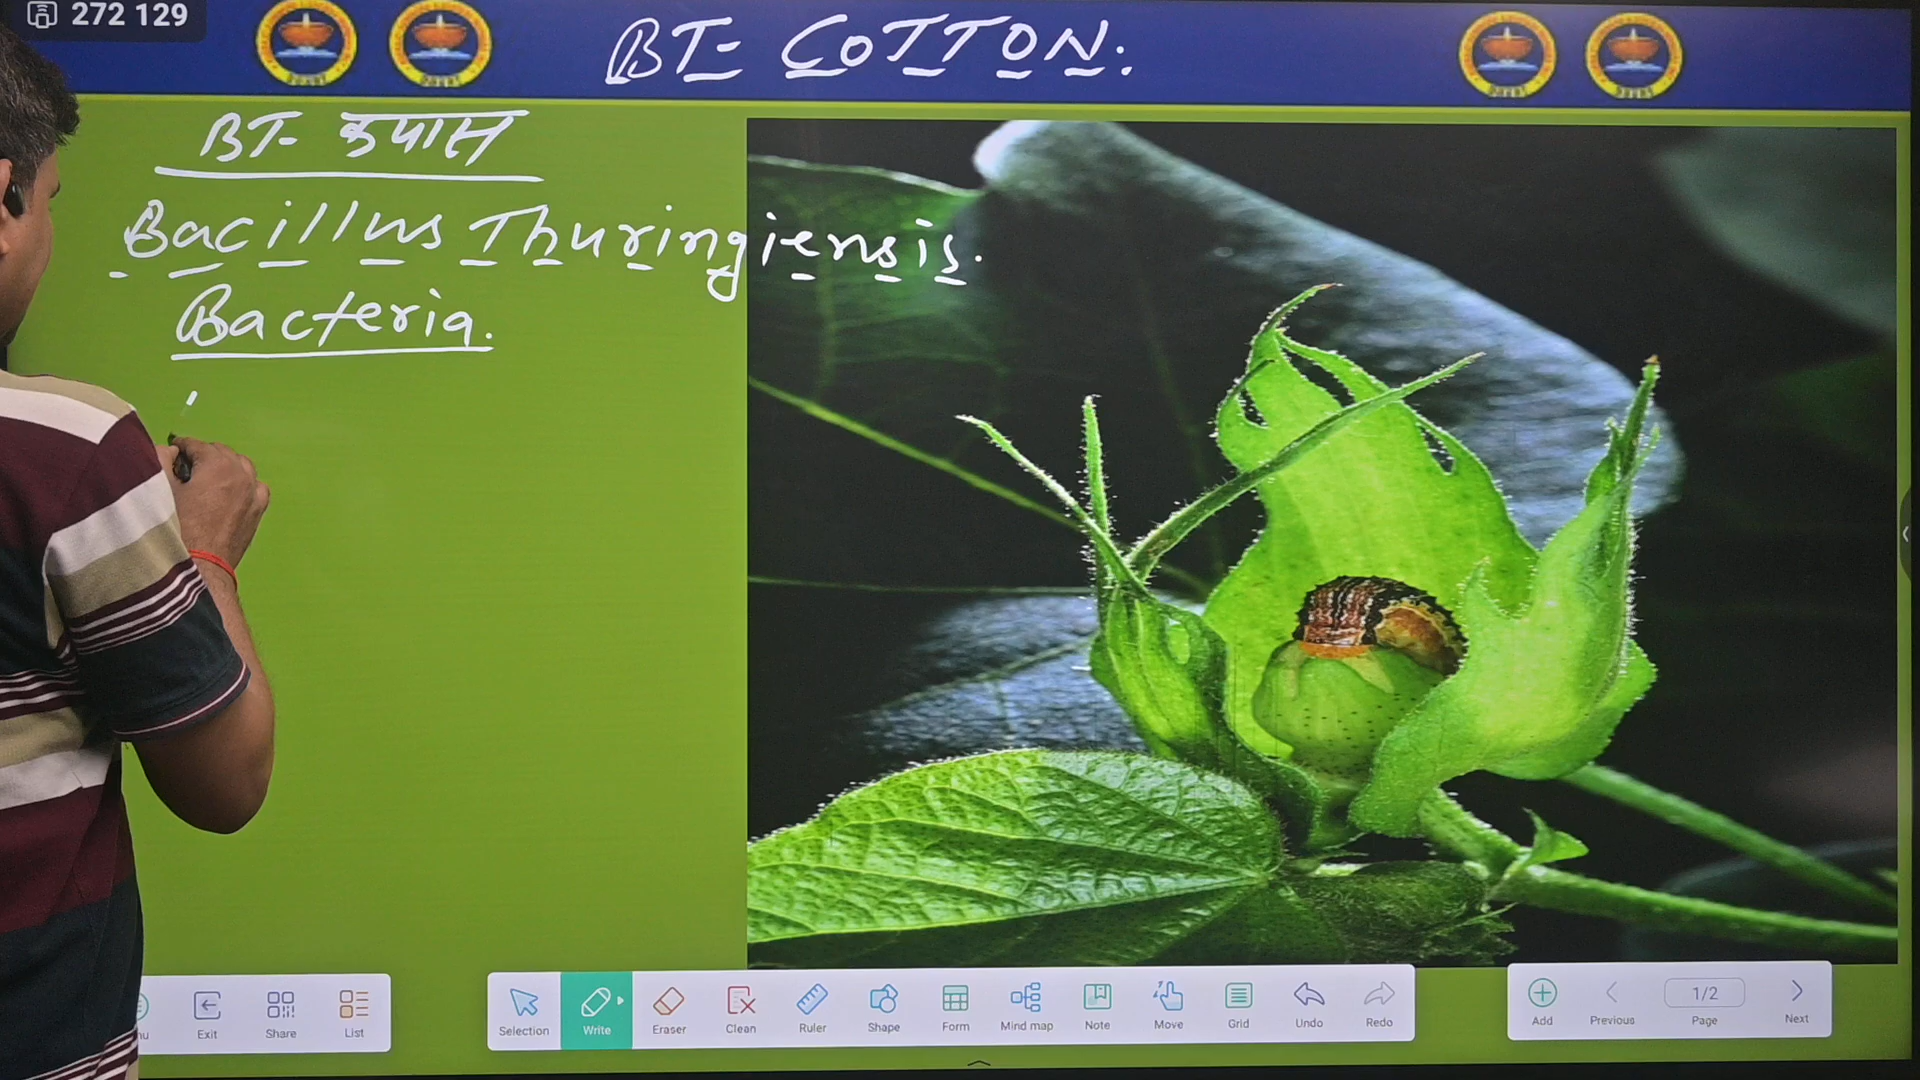 272 129
BT- COTTON.
BT- कपास
Bacillus Thuringiensis.
Bacteria.
Exit
Share
List
Selection
Write
Eraser
Clean
Ruler
Shape
Form
Mind map
Note
Move
Grid
Undo
Redo
Add
Previous
1/2
Page
Next